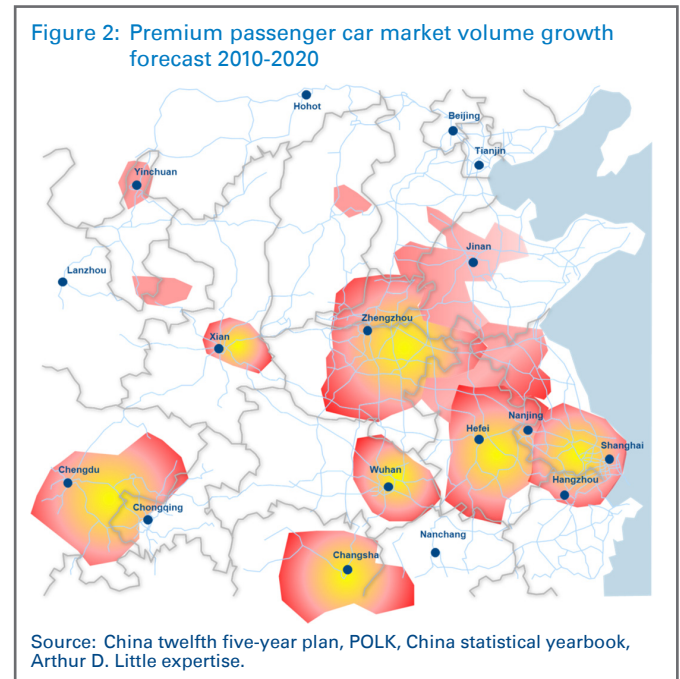 Figure 2: Premium passenger car market volume growth
forecast 2010-2020
Hohot
Beijing
Tianjin
Yinchuan
Jinan
Lanzhou
Zhengzhou
Xian
Nanjing
Hefei
Shanghai
Chengdu
Wuhan
Hangzhou
Chongqing
Nanchang
Changsha
Source: China twelfth five-year plan, POLK, China statistical yearbook,
Arthur D. Little expertise.